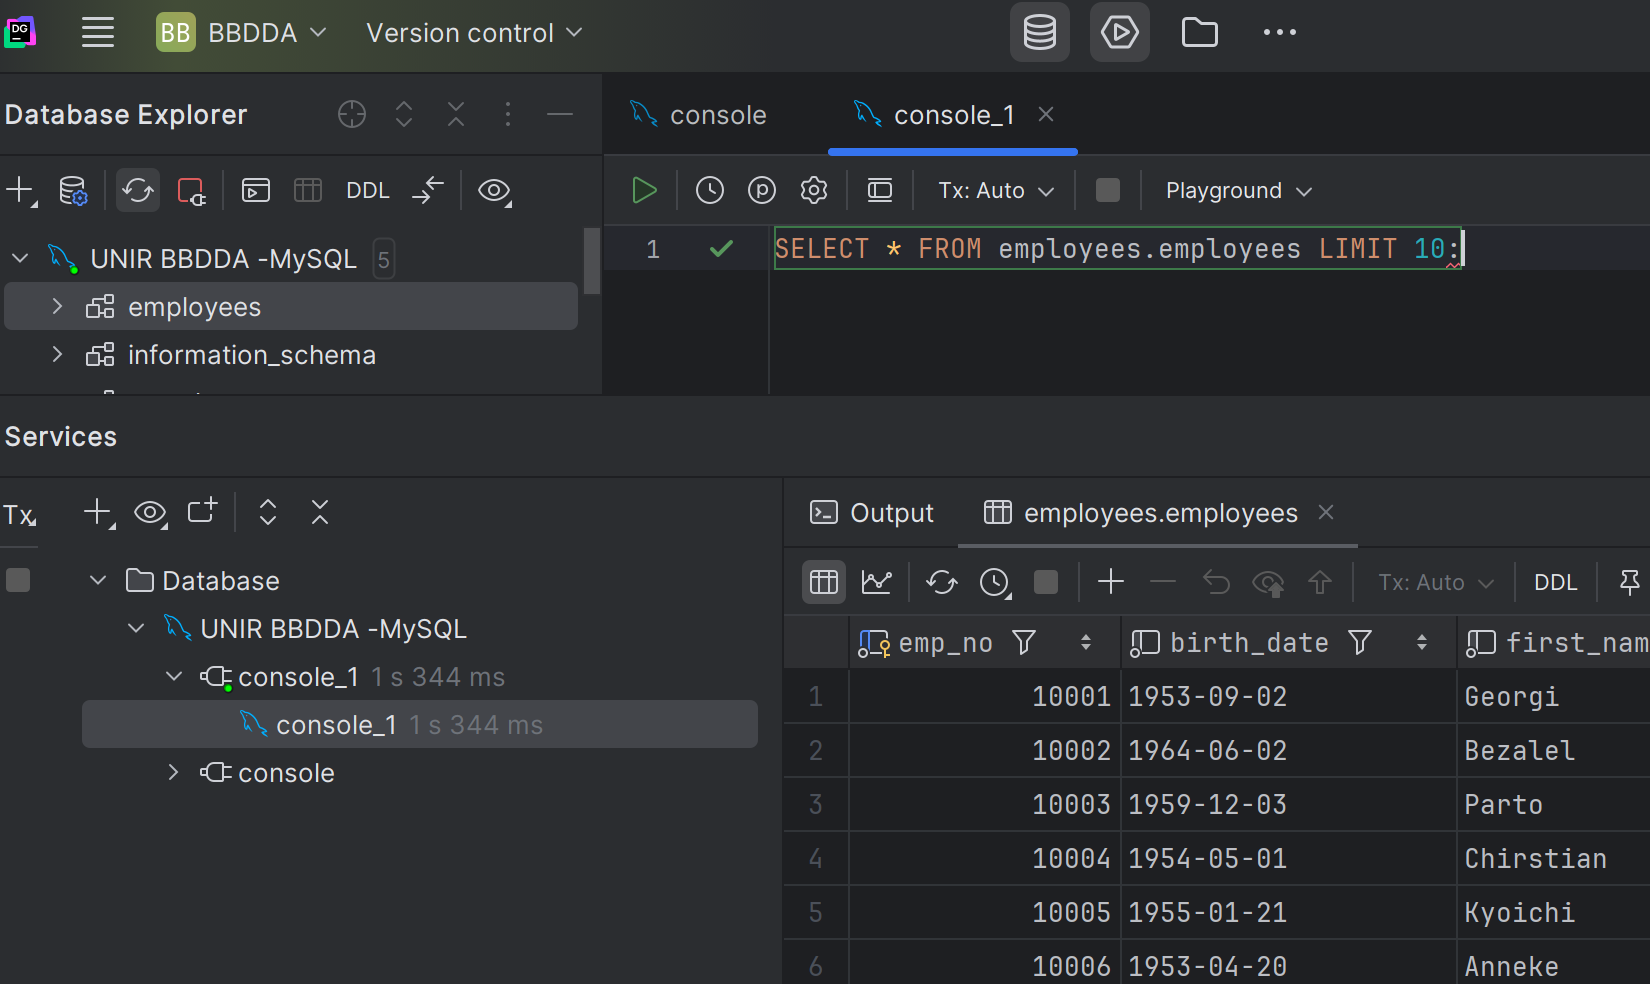 DG BB BBDDA Version control
Database Explorer
console console_1
DDL
Tx: Auto Playground
UNIR BBDDA -MySQL 5
1 SELECT * FROM employees.employees LIMIT 10:
employees
information_schema
Services
Tx
Output employees.employees
Database
Tx: Auto DDL
UNIR BBDDA -MySQL
emp_no birth_date first_nam
console_1 1 s 344 ms
console_1 1 s 344 ms
console
1 10001 1953-09-02 Georgi
2 10002 1964-06-02 Bezalel
3 10003 1959-12-03 Parto
4 10004 1954-05-01 Chirstian
5 10005 1955-01-21 Kyoichi
6 10006 1953-04-20 Anneke